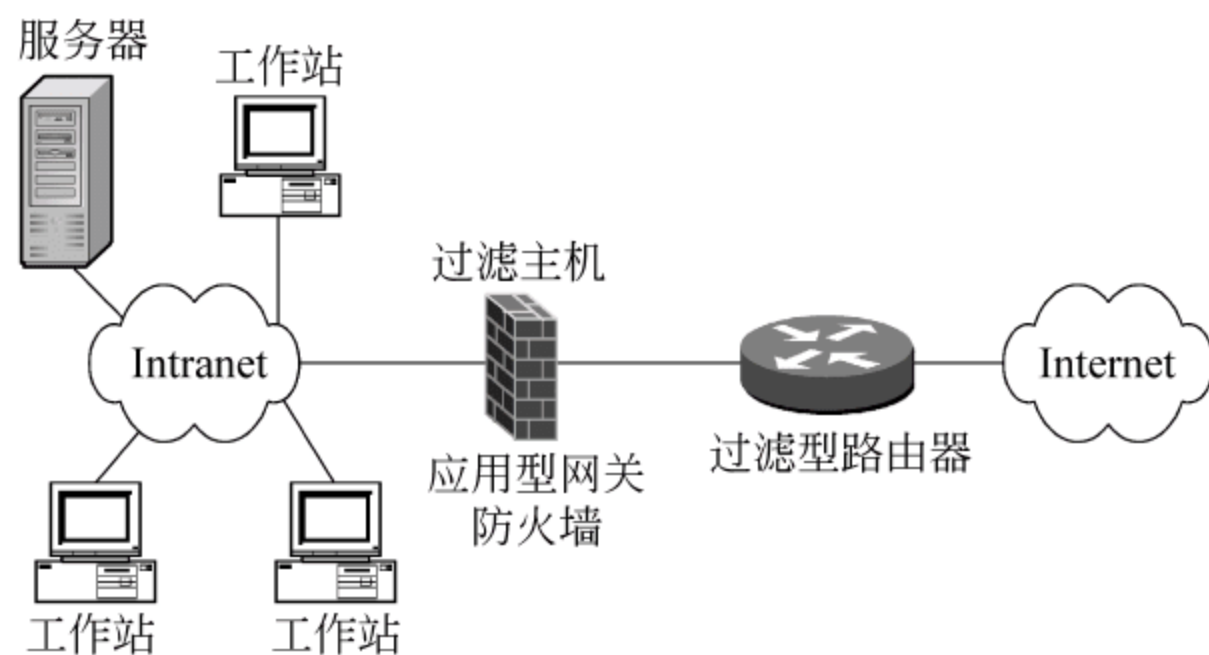 服务器
工作站
过滤主机
Intranet
Internet
应用型网关
防火墙
过滤型路由器
工作站
工作站